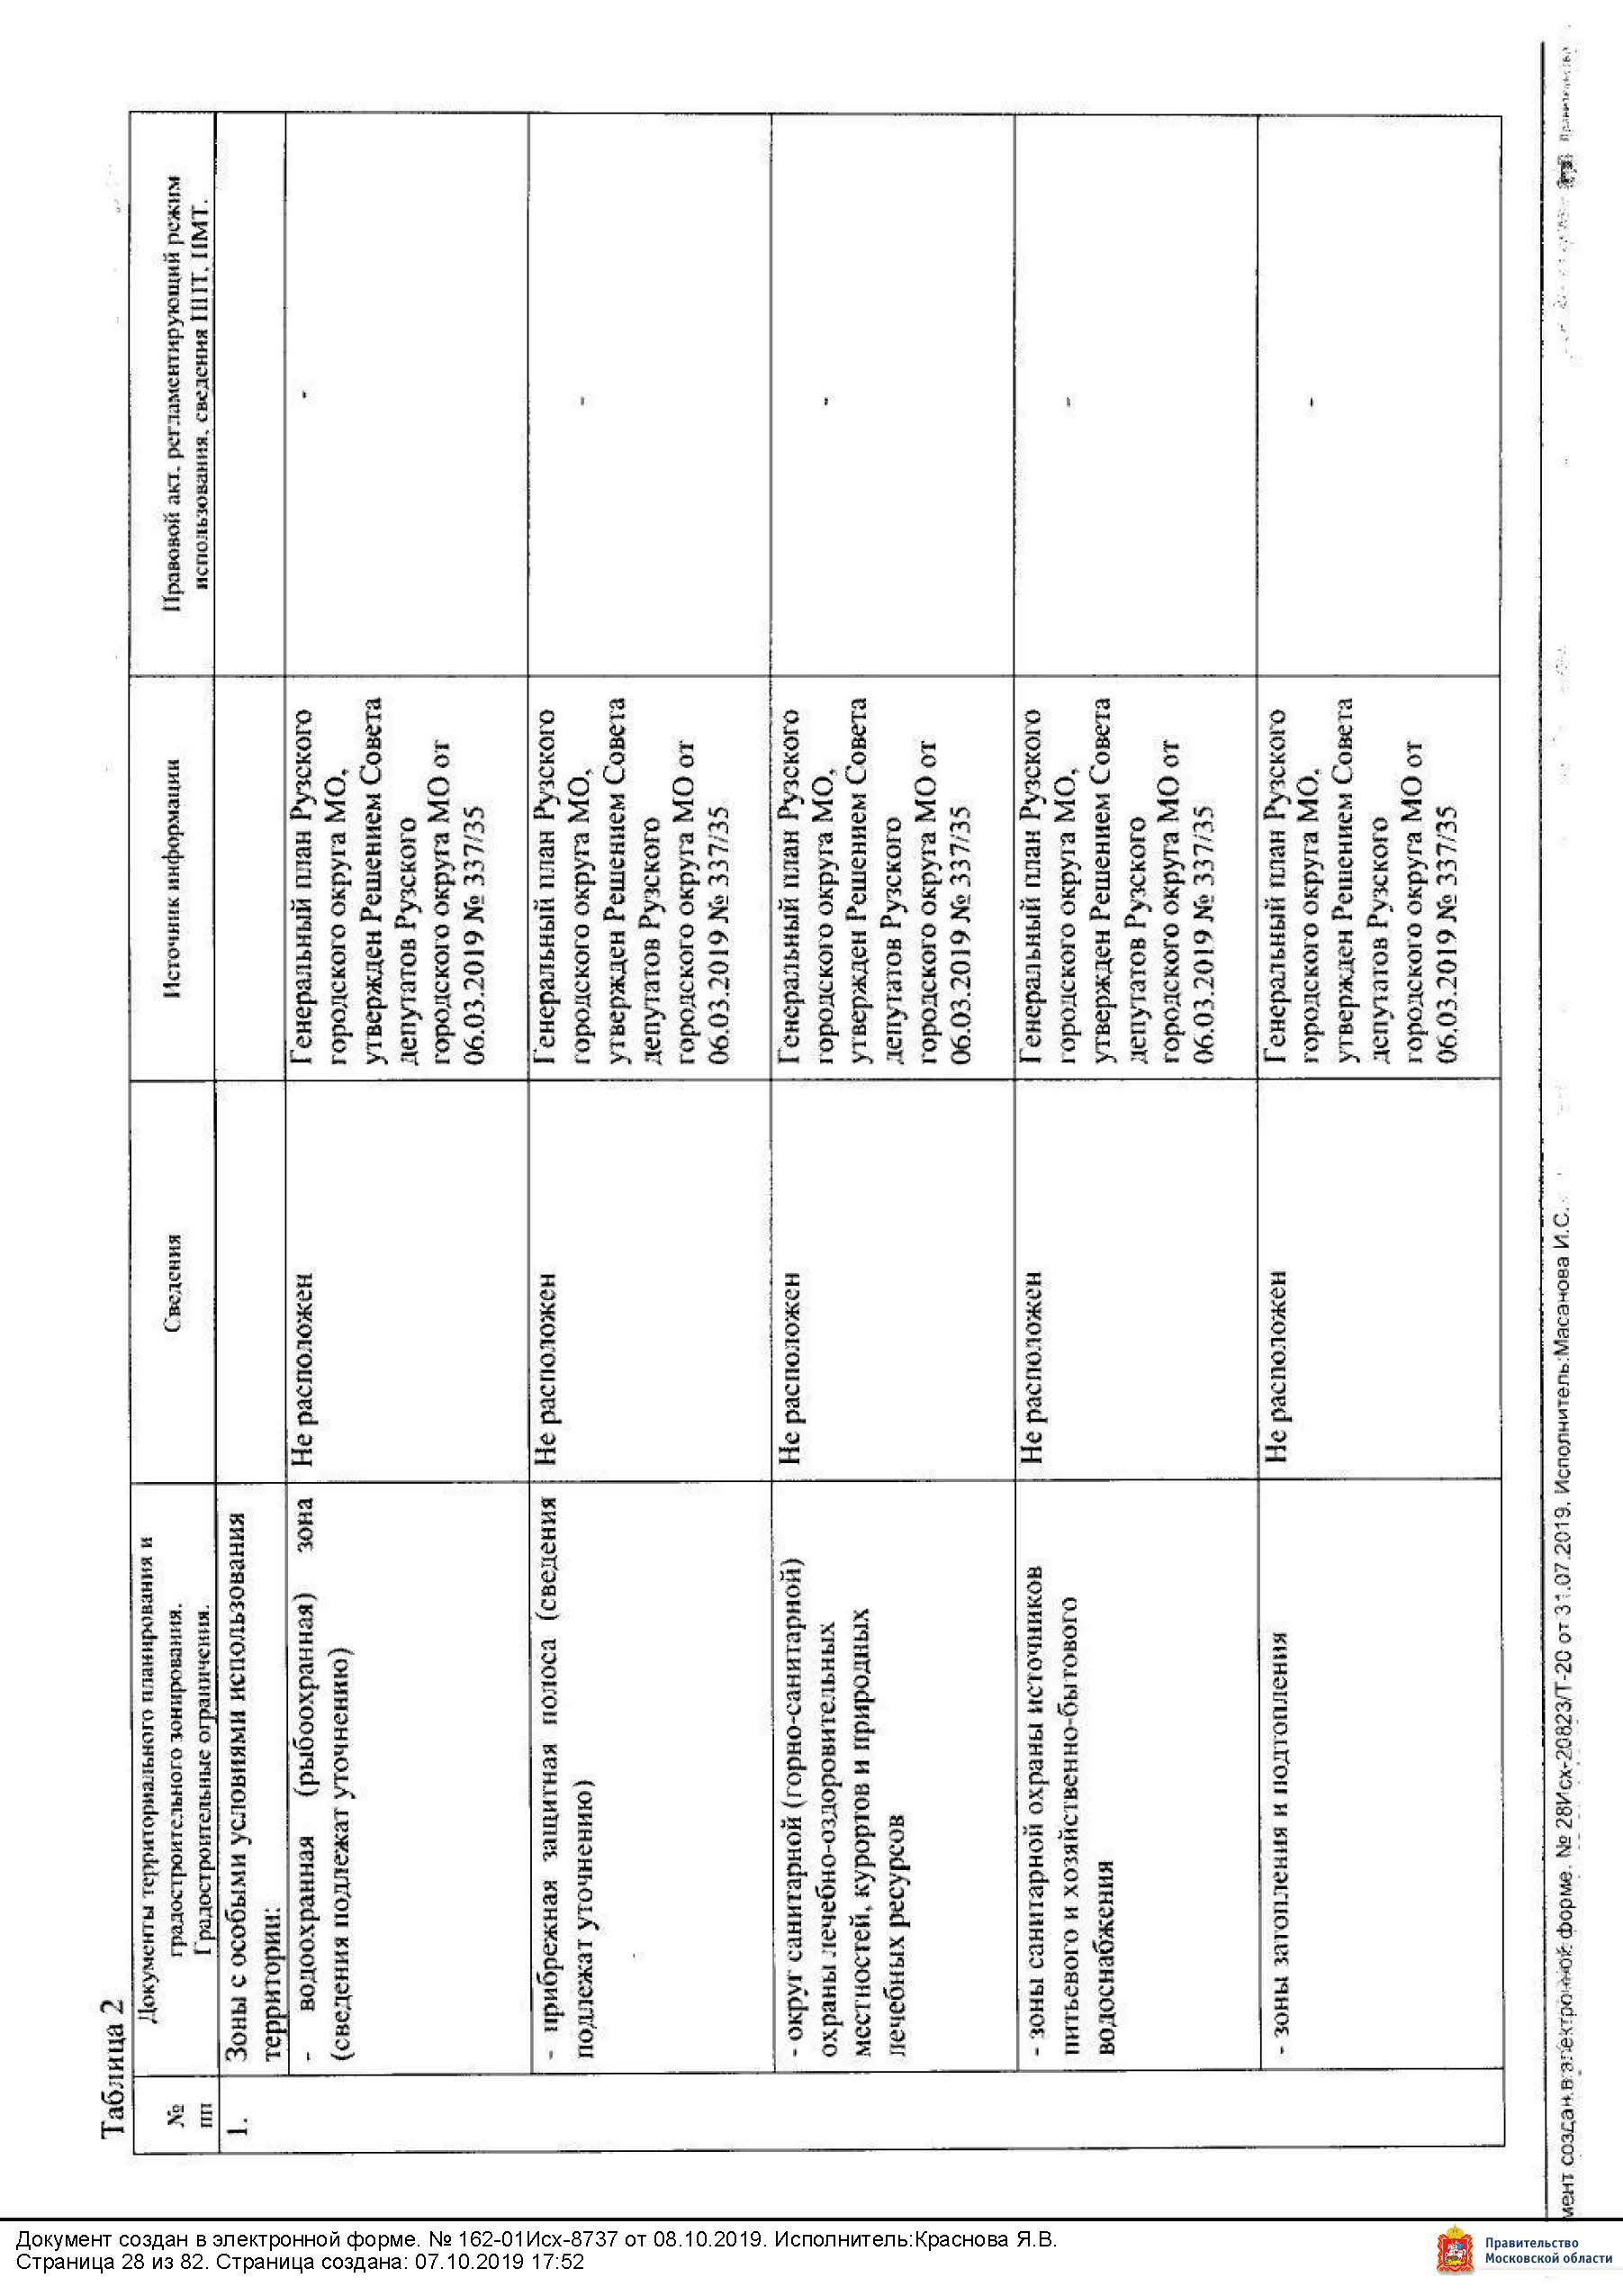 Таблица 2
№
пп
Документы территориального планирования и
градостроительного зонирования.
Градостроительные ограничения.
Сведения
Источник информации
Правовой акт, регламентирующий режим
использования, сведения ППТ, ПМТ.
1.
Зоны с особыми условиями использования
территории:
- водоохранная (рыбоохранная) зона
(сведения подлежат уточнению)
Не расположен
Генеральный план Рузского
городского округа МО,
утвержден Решением Совета
депутатов Рузского
городского округа МО от
06.03.2019 № 337/35
-
- прибрежная защитная полоса (сведения
подлежат уточнению)
Не расположен
Генеральный план Рузского
городского округа МО,
утвержден Решением Совета
депутатов Рузского
городского округа МО от
06.03.2019 № 337/35
-
- округ санитарной (горно-санитарной)
охраны лечебно-оздоровительных
местностей, курортов и природных
лечебных ресурсов
Не расположен
Генеральный план Рузского
городского округа МО,
утвержден Решением Совета
депутатов Рузского
городского округа МО от
06.03.2019 № 337/35
-
- зоны санитарной охраны источников
питьевого и хозяйственно-бытового
водоснабжения
Не расположен
Генеральный план Рузского
городского округа МО,
утвержден Решением Совета
депутатов Рузского
городского округа МО от
06.03.2019 № 337/35
-
- зоны затопления и подтопления
Не расположен
Генеральный план Рузского
городского округа МО,
утвержден Решением Совета
депутатов Рузского
городского округа МО от
06.03.2019 № 337/35
-
мент создан в электронной форме. № 28Исх-20823/Т-20 от 31.07.2019. Исполнитель:Масанова И.С.
Документ создан в электронной форме. № 162-01Исх-8737 от 08.10.2019. Исполнитель:Краснова Я.В.
Страница 28 из 82. Страница создана: 07.10.2019 17:52
Правительство
Московской области